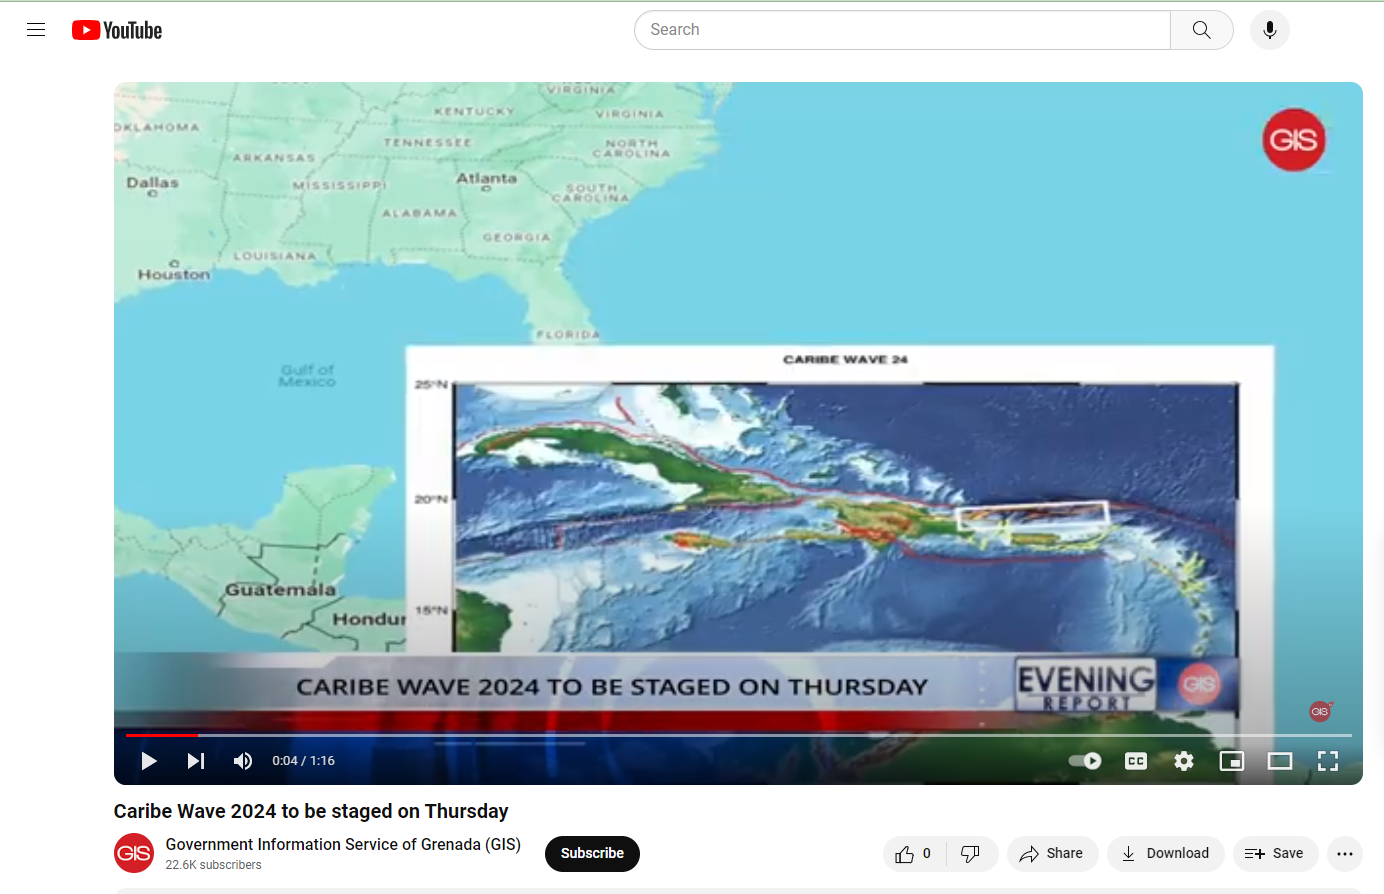 YouTube
Search
VIRGINIA
KENTUCKY
VIRGINIA
OKLAHOMA
TENNESSEE
NORTH
CAROLINA
ARKANSAS
Dallas
MISSISSIPPI
Atlanta
SOUTH
CAROLINA
ALABAMA
GEORGIA
LOUISIANA
Houston
FLORIDA
Gulf of
Mexico
GIS
CARIBE WAVE 24
25°N
20°N
15°N
Guatemala
Hondur
CARIBE WAVE 2024 TO BE STAGED ON THURSDAY
EVENING
REPORT
GIS
GIS
0:04 / 1:16
CC
Caribe Wave 2024 to be staged on Thursday
GIS
Government Information Service of Grenada (GIS)
22.6K subscribers
Subscribe
0
Share
Download
Save